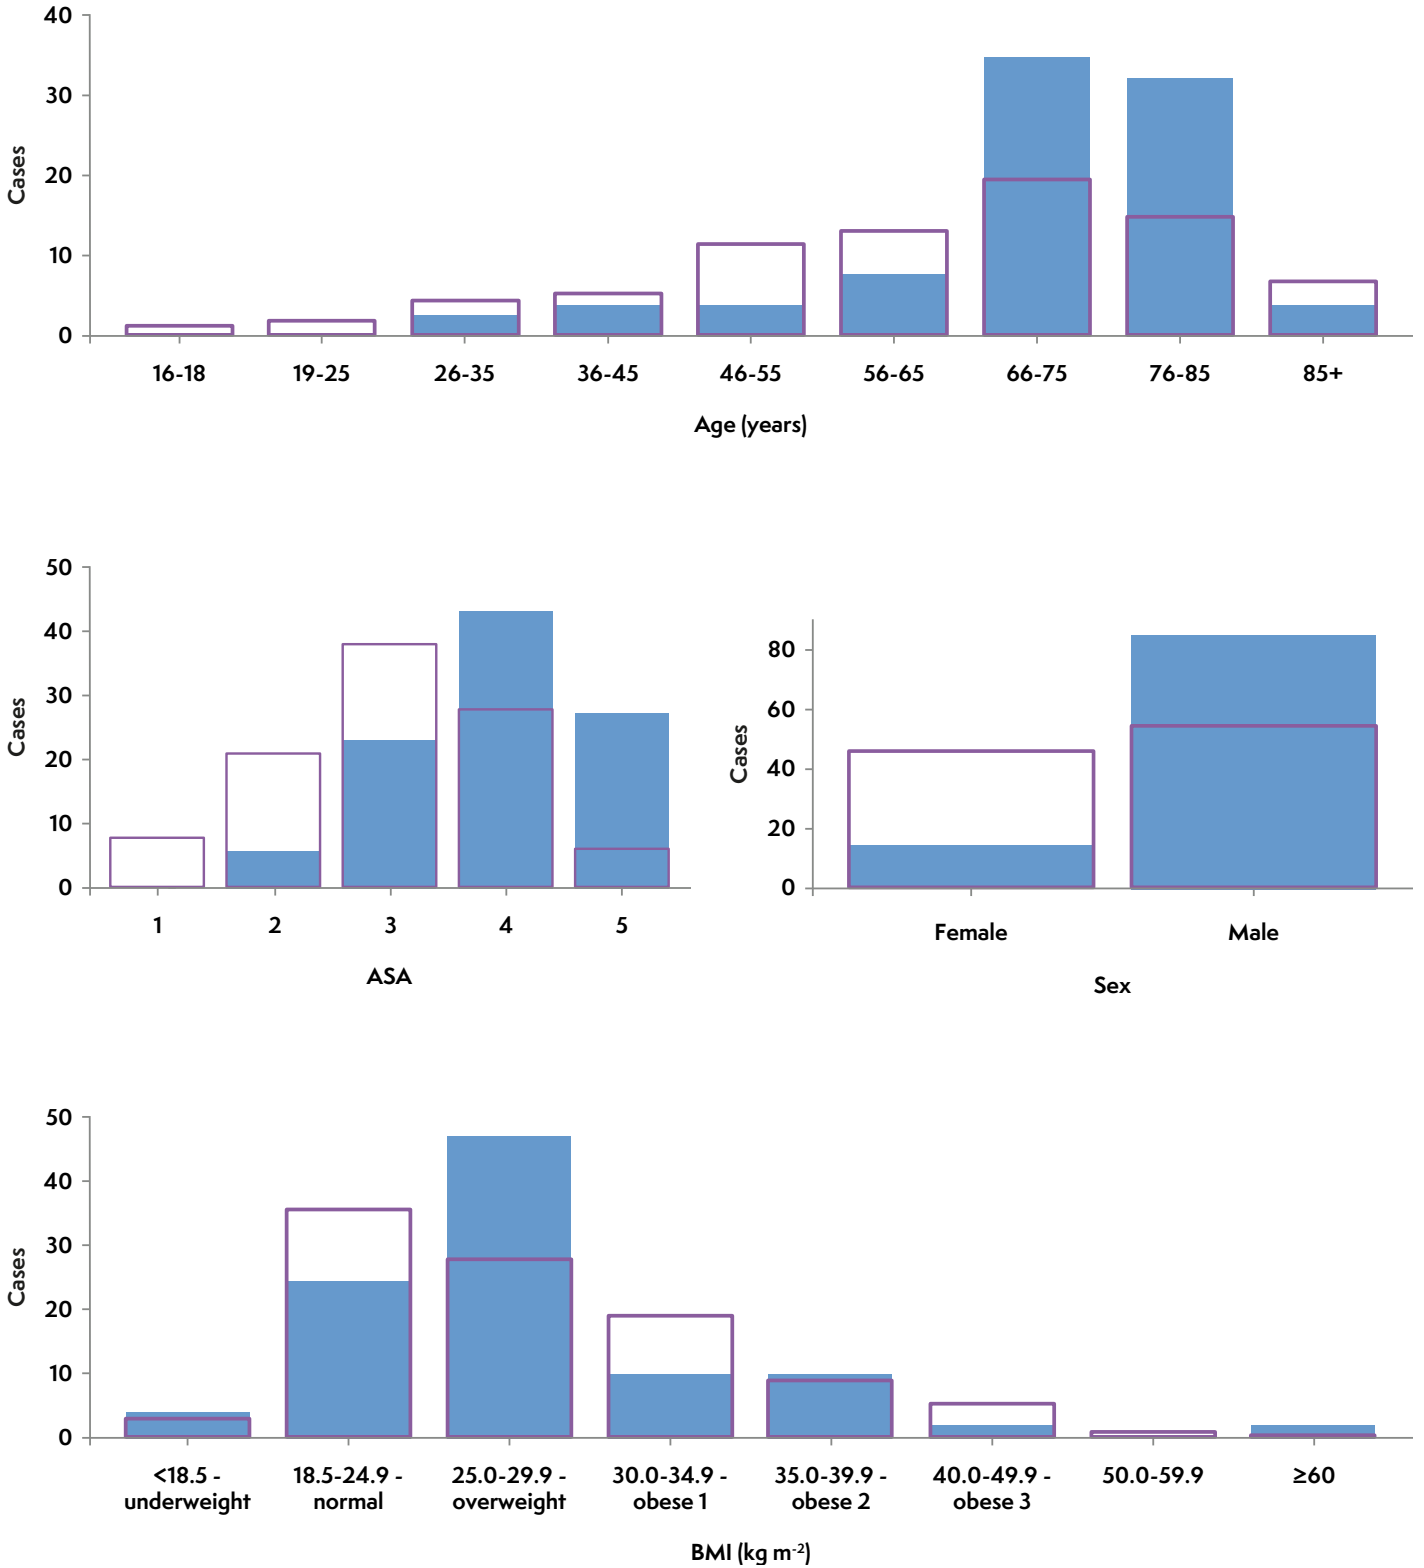 40
30
20
10
0
Cases
16-18 19-25 26-35 36-45 46-55 56-65 66-75 76-85 85+
Age (years)
50
40
30
20
10
0
Cases
1 2 3 4 5
ASA
80
60
40
20
0
Cases
Female Male
Sex
50
40
30
20
10
0
Cases
<18.5 - 18.5-24.9 - 25.0-29.9 - 30.0-34.9 - 35.0-39.9 - 40.0-49.9 - 50.0-59.9 ≥60
underweight normal overweight obese 1 obese 2 obese 3
BMI (kg m⁻²)